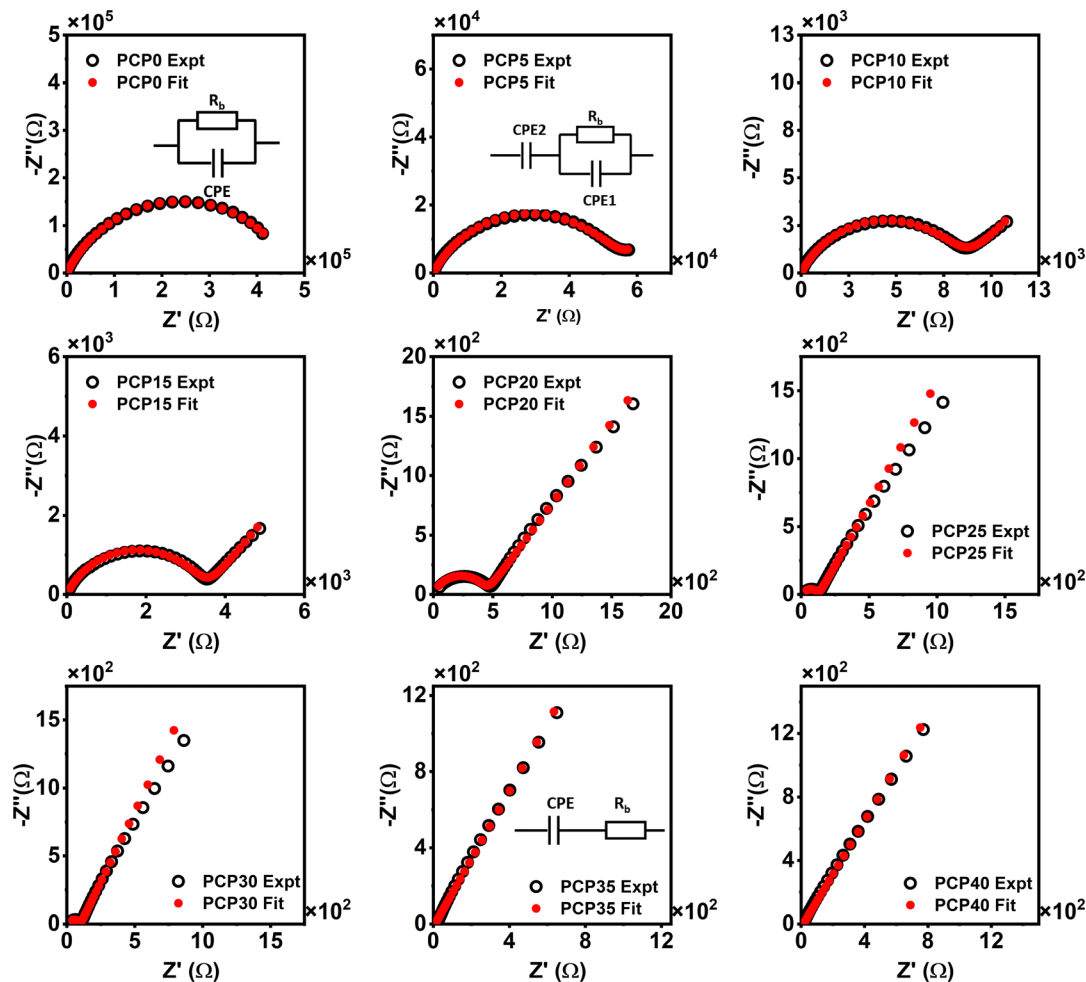 ×10⁵
5
4
3
2
1
0
-Z''(Ω)
PCP0 Expt
PCP0 Fit
R_b
CPE
0 1 2 3 4 5
×10⁵
Z' (Ω)
×10⁴
6
4
2
0
-Z''(Ω)
PCP5 Expt
PCP5 Fit
CPE2
R_b
CPE1
0 2 4 6
×10⁴
Z' (Ω)
×10³
13
10
8
5
3
0
-Z''(Ω)
PCP10 Expt
PCP10 Fit
0 3 5 8 10 13
×10³
Z' (Ω)
×10³
6
4
2
0
-Z''(Ω)
PCP15 Expt
PCP15 Fit
0 2 4 6
×10³
Z' (Ω)
20
15
10
5
0
×10²
-Z''(Ω)
PCP20 Expt
PCP20 Fit
0 5 10 15 20
×10²
Z' (Ω)
×10²
15
10
5
0
-Z''(Ω)
PCP25 Expt
PCP25 Fit
0 5 10 15
×10²
Z' (Ω)
×10²
15
10
5
0
-Z''(Ω)
PCP30 Expt
PCP30 Fit
0 5 10 15
×10²
Z' (Ω)
×10²
12
8
4
0
-Z''(Ω)
CPE
R_b
PCP35 Expt
PCP35 Fit
0 4 8 12
×10²
Z' (Ω)
×10²
12
8
4
0
-Z''(Ω)
PCP40 Expt
PCP40 Fit
0 4 8 12
×10²
Z' (Ω)